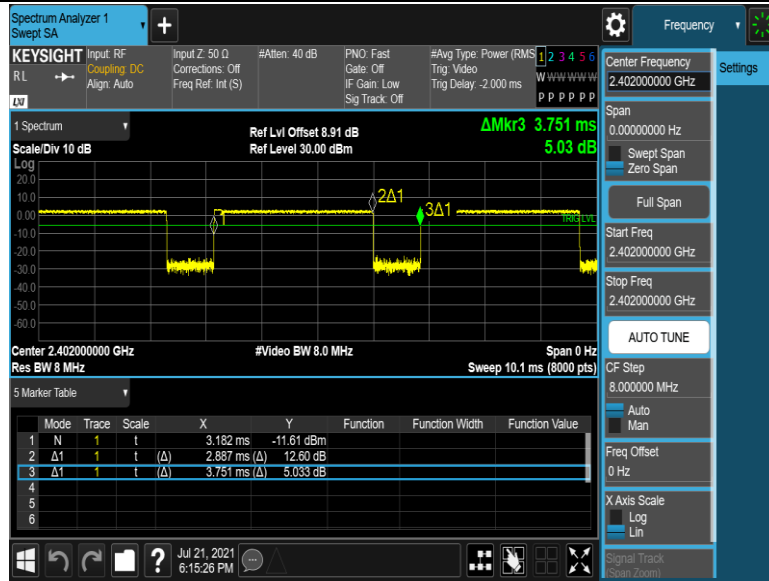 Spectrum Analyzer 1
Swept SA
Frequency
KEYSIGHT
RL
LXI
Input: RF
Coupling: DC
Align: Auto
Input Z: 50 Ω
Corrections: Off
Freq Ref: Int (S)
#Atten: 40 dB
PNO: Fast
Gate: Off
IF Gain: Low
Sig Track: Off
#Avg Type: Power (RMS
Trig: Video
Trig Delay: -2.000 ms
1 2 3 4 5 6
W W W W W W
P P P P P P
Center Frequency
2.402000000 GHz
Settings
Span
0.00000000 Hz
Swept Span
Zero Span
Full Span
Start Freq
2.402000000 GHz
Stop Freq
2.402000000 GHz
AUTO TUNE
CF Step
8.000000 MHz
Auto
Man
Freq Offset
0 Hz
X Axis Scale
Log
Lin
Signal Track
(Span Zoom)
1 Spectrum
Scale/Div 10 dB
Ref Lvl Offset 8.91 dB
Ref Level 30.00 dBm
ΔMkr3 3.751 ms
5.03 dB
Log
20.0
10.0
0.00
-10.0
-20.0
-30.0
-40.0
-50.0
-60.0
1
2Δ1
3Δ1
TRIG LVL
Center 2.402000000 GHz
Res BW 8 MHz
#Video BW 8.0 MHz
Span 0 Hz
Sweep 10.1 ms (8000 pts)
5 Marker Table
Mode Trace Scale X Y Function Function Width Function Value
1 N 1 t 3.182 ms -11.61 dBm
2 Δ1 1 t (Δ) 2.887 ms (Δ) 12.60 dB
3 Δ1 1 t (Δ) 3.751 ms (Δ) 5.033 dB
4
5
6
?
Jul 21, 2021
6:15:26 PM